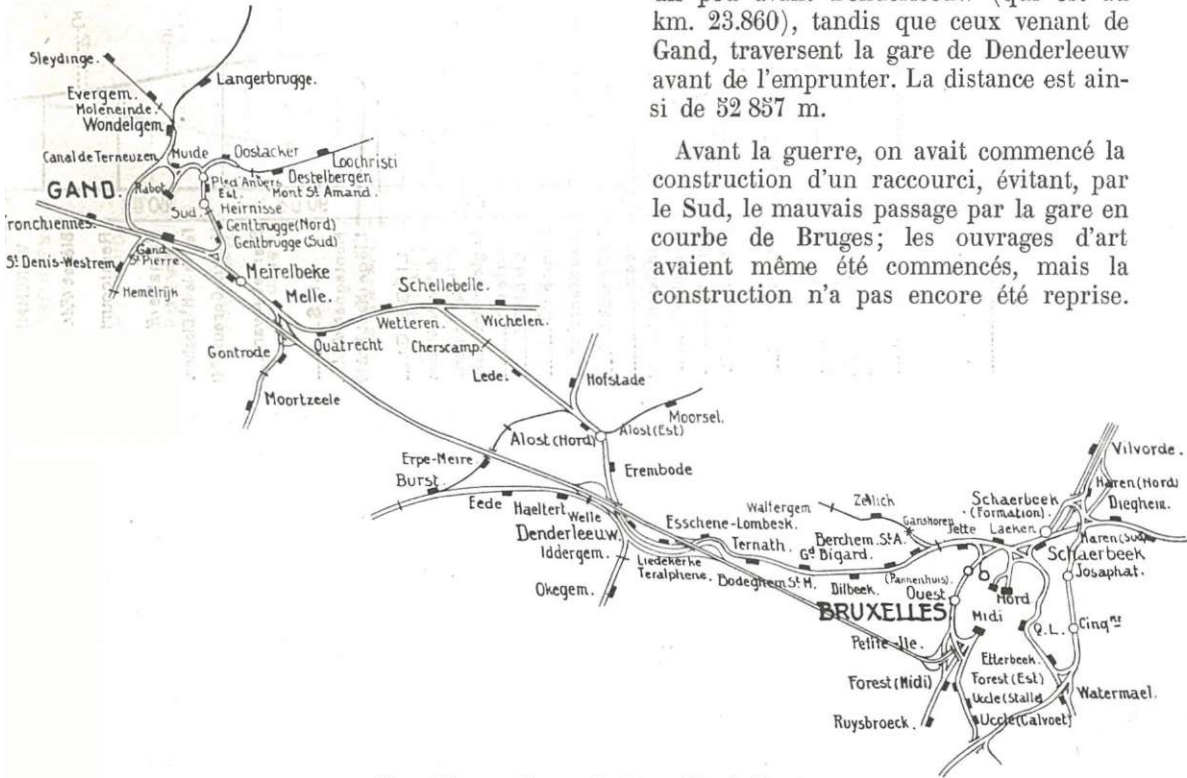 un peu avant Denderleeuw (qui est au
km. 23.860), tandis que ceux venant de
Gand, traversent la gare de Denderleeuw
avant de l'emprunter. La distance est ain-
si de 52 857 m.
Avant la guerre, on avait commencé la
construction d'un raccourci, évitant, par
le Sud, le mauvais passage par la gare en
courbe de Bruges; les ouvrages d'art
avaient même été commencés, mais la
construction n'a pas encore été reprise.
Sleydinge.
Langerbrugge.
Evergem.
Moleneinde.
Wondelgem
Canal de Terneuzen
Muide
Oostacker
Loochristi
Destelbergen
Mont St Amand.
GAND.
Rabot
Pied Anvers
Est.
Sud.
Heirnisse
Gentbrugge (Nord)
Gentbrugge (Sud)
ronchiennes.
Gand
St Pierre
St Denis-Westrem
Hemelrijk
Meirelbeke
Melle.
Schellebelle.
Wetteren.
Wichelen.
Quatrecht
Cherscamp.
Gontrode
Lede.
Moortzeele
Hofstade
Moorsel.
Alost (Nord)
Alost (Est)
Erpe-Meire
Erembode
Burst.
Eede
Haeltert
Welle
Denderleeuw.
Iddergem.
Okegem.
Liedekerke
Teralphene.
Esschene-Lombeek.
Ternath.
Bodeghem St M.
Walfergem
Zellich
Ganshoren
Berchem. St A.
Gd Bigard.
Dilbeek.
Jette
Laeken.
Schaerbeek
(Formation).
Vilvorde.
Haren (Nord)
Dieghem.
Haren (Sud)
Schaerbeek
Josaphat.
(Pannenhuis).
Ouest
Nord
BRUXELLES
Midi
Q.L.
Cinq nre
Petite-Ile.
Etterbeek.
Forest (Midi)
Forest (Est)
Uccle (Stalle)
Watermael.
Ruysbroeck.
Uccle (Calvoet)